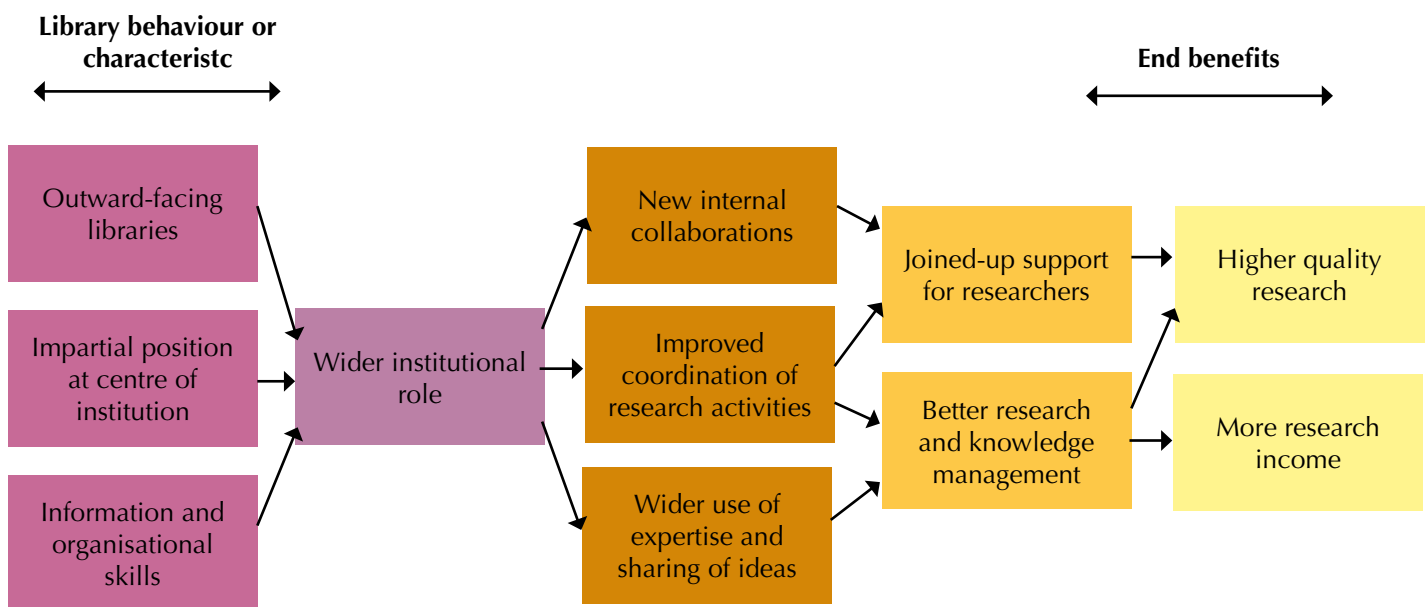 Library behaviour or
characteristc
End benefits
Outward-facing
libraries
Impartial position
at centre of
institution
Information and
organisational
skills
Wider institutional
role
New internal
collaborations
Improved
coordination of
research activities
Wider use of
expertise and
sharing of ideas
Joined-up support
for researchers
Better research
and knowledge
management
Higher quality
research
More research
income